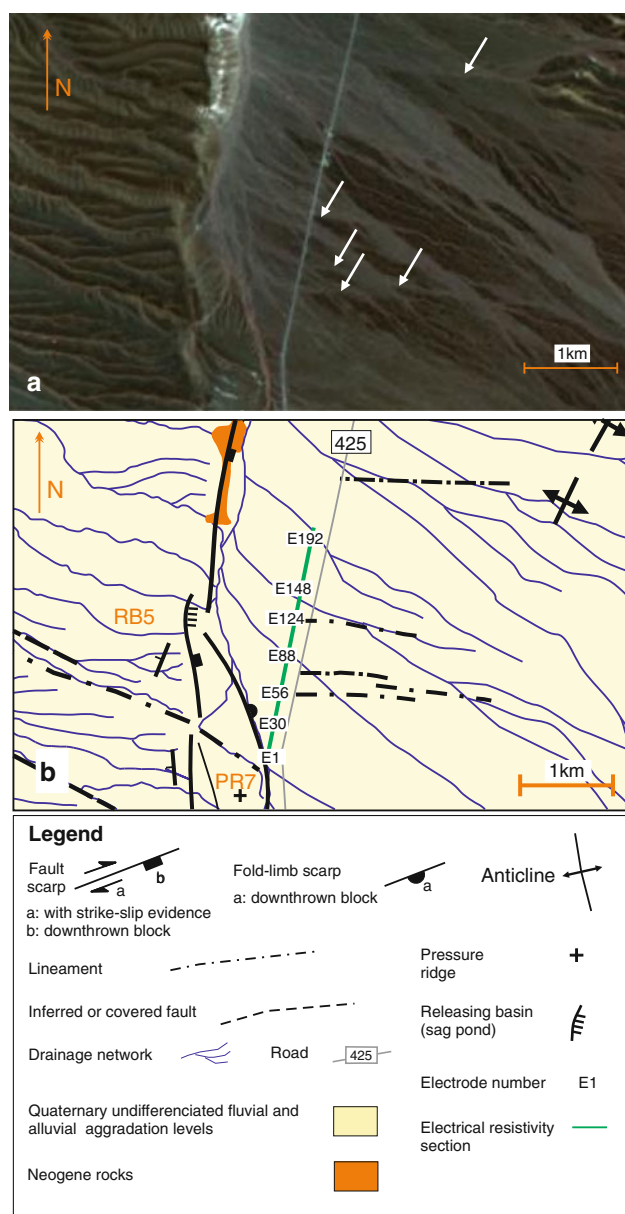 N
1km
a
N
425
E192
E148
RB5
E124
E88
E56
E30
E1
b
PR7
1km
Legend
Fault
scarp
a
b
a: with strike-slip evidence
b: downthrown block
Fold-limb scarp
a
a: downthrown block
Anticline
Lineament
Pressure
ridge
Inferred or covered fault
Releasing basin
(sag pond)
Drainage network
Road
425
Electrode number
E1
Quaternary undifferenciated fluvial and
alluvial aggradation levels
Electrical resistivity
section
Neogene rocks